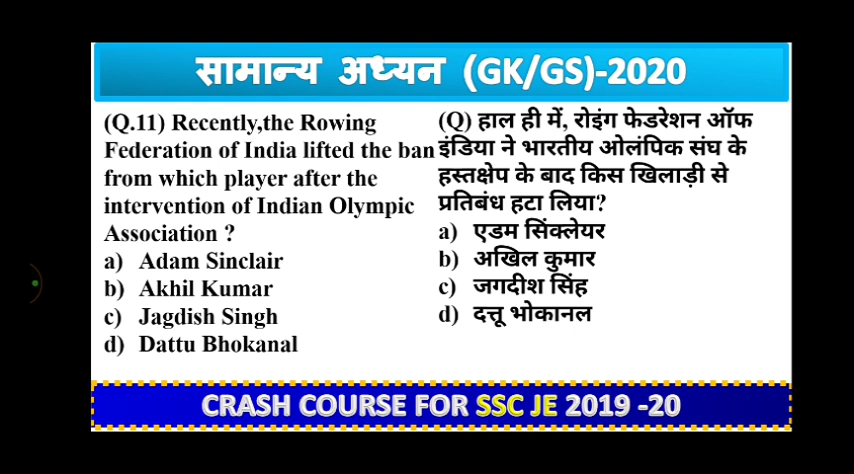 सामान्य अध्यन (GK/GS)-2020
(Q.11) Recently,the Rowing
Federation of India lifted the ban
from which player after the
intervention of Indian Olympic
Association ?
a) Adam Sinclair
b) Akhil Kumar
c) Jagdish Singh
d) Dattu Bhokanal
(Q) हाल ही में, रोइंग फेडरेशन ऑफ
इंडिया ने भारतीय ओलंपिक संघ के
हस्तक्षेप के बाद किस खिलाड़ी से
प्रतिबंध हटा लिया?
a) एडम सिंक्लेयर
b) अखिल कुमार
c) जगदीश सिंह
d) दत्तू भोकानल
CRASH COURSE FOR SSC JE 2019 -20